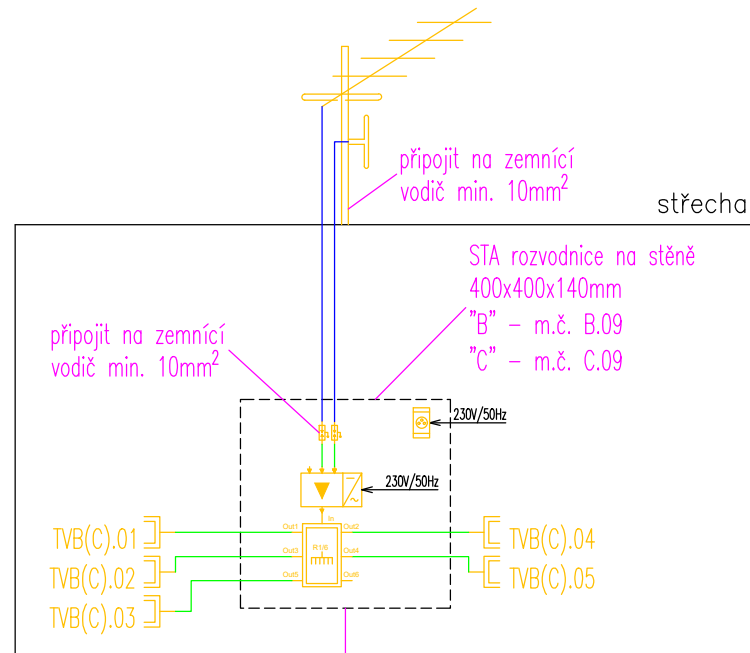 připojit na zemnící
vodič min. 10mm²
střecha
STA rozvodnice na stěně
400x400x140mm
"B" – m.č. B.09
"C" – m.č. C.09
připojit na zemnící
vodič min. 10mm²
230V/50Hz
230V/50Hz
In
Out1
Out2
TVB(C).01
TVB(C).04
R1/6
Out3
Out4
TVB(C).02
TVB(C).05
Out5
Out6
TVB(C).03